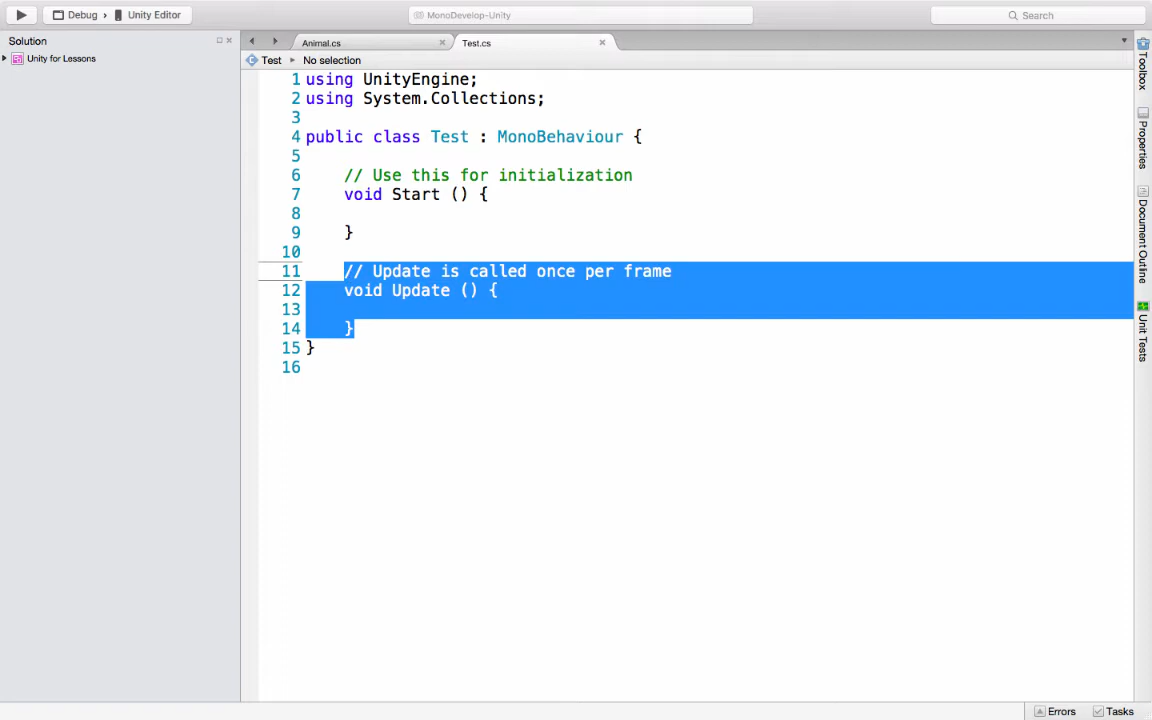 Debug › Unity Editor
MonoDevelop-Unity
Search
Solution
Unity for Lessons
Animal.cs
Test.cs
Test
No selection
1 using UnityEngine;
2 using System.Collections;
3
4 public class Test : MonoBehaviour {
5
6 // Use this for initialization
7 void Start () {
8
9 }
10
11 // Update is called once per frame
12 void Update () {
13
14 }
15 }
16
Toolbox
Properties
Document Outline
Unit Tests
Errors
Tasks